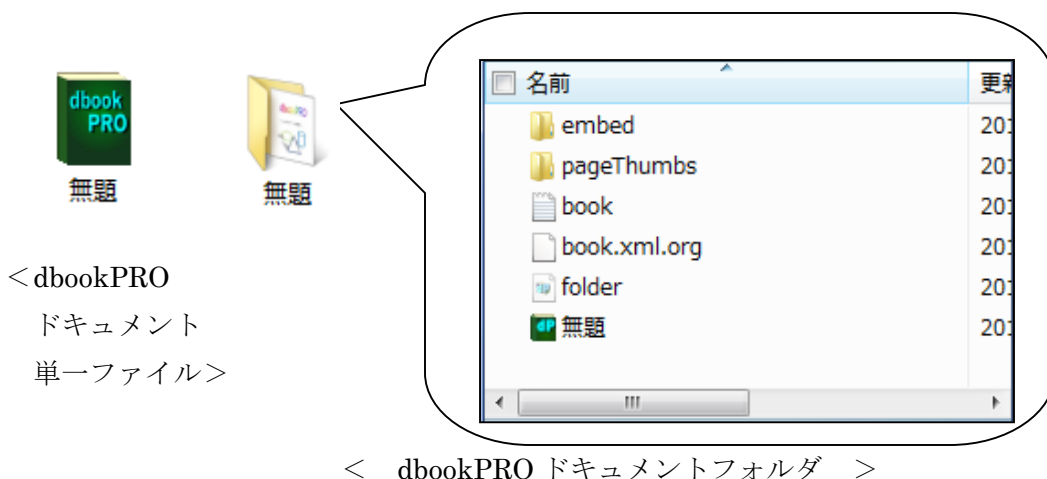 dbook
PRO
無題
無題
名前
embed
pageThumbs
book
book.xml.org
folder
無題
201
201
201
201
201
201
＜dbookPRO
ドキュメント
単一ファイル＞
＜ dbookPRO ドキュメントフォルダ ＞